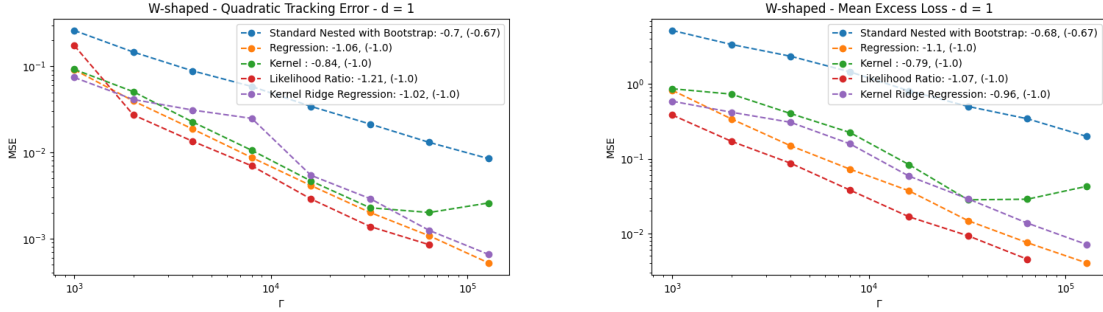 W-shaped - Quadratic Tracking Error - d = 1
Standard Nested with Bootstrap: -0.7, (-0.67)
Regression: -1.06, (-1.0)
Kernel : -0.84, (-1.0)
Likelihood Ratio: -1.21, (-1.0)
Kernel Ridge Regression: -1.02, (-1.0)
MSE
10⁻¹
10⁻²
10⁻³
10³
10⁴
10⁵
Γ
W-shaped - Mean Excess Loss - d = 1
Standard Nested with Bootstrap: -0.68, (-0.67)
Regression: -1.1, (-1.0)
Kernel : -0.79, (-1.0)
Likelihood Ratio: -1.07, (-1.0)
Kernel Ridge Regression: -0.96, (-1.0)
MSE
10⁰
10⁻¹
10⁻²
10³
10⁴
10⁵
Γ